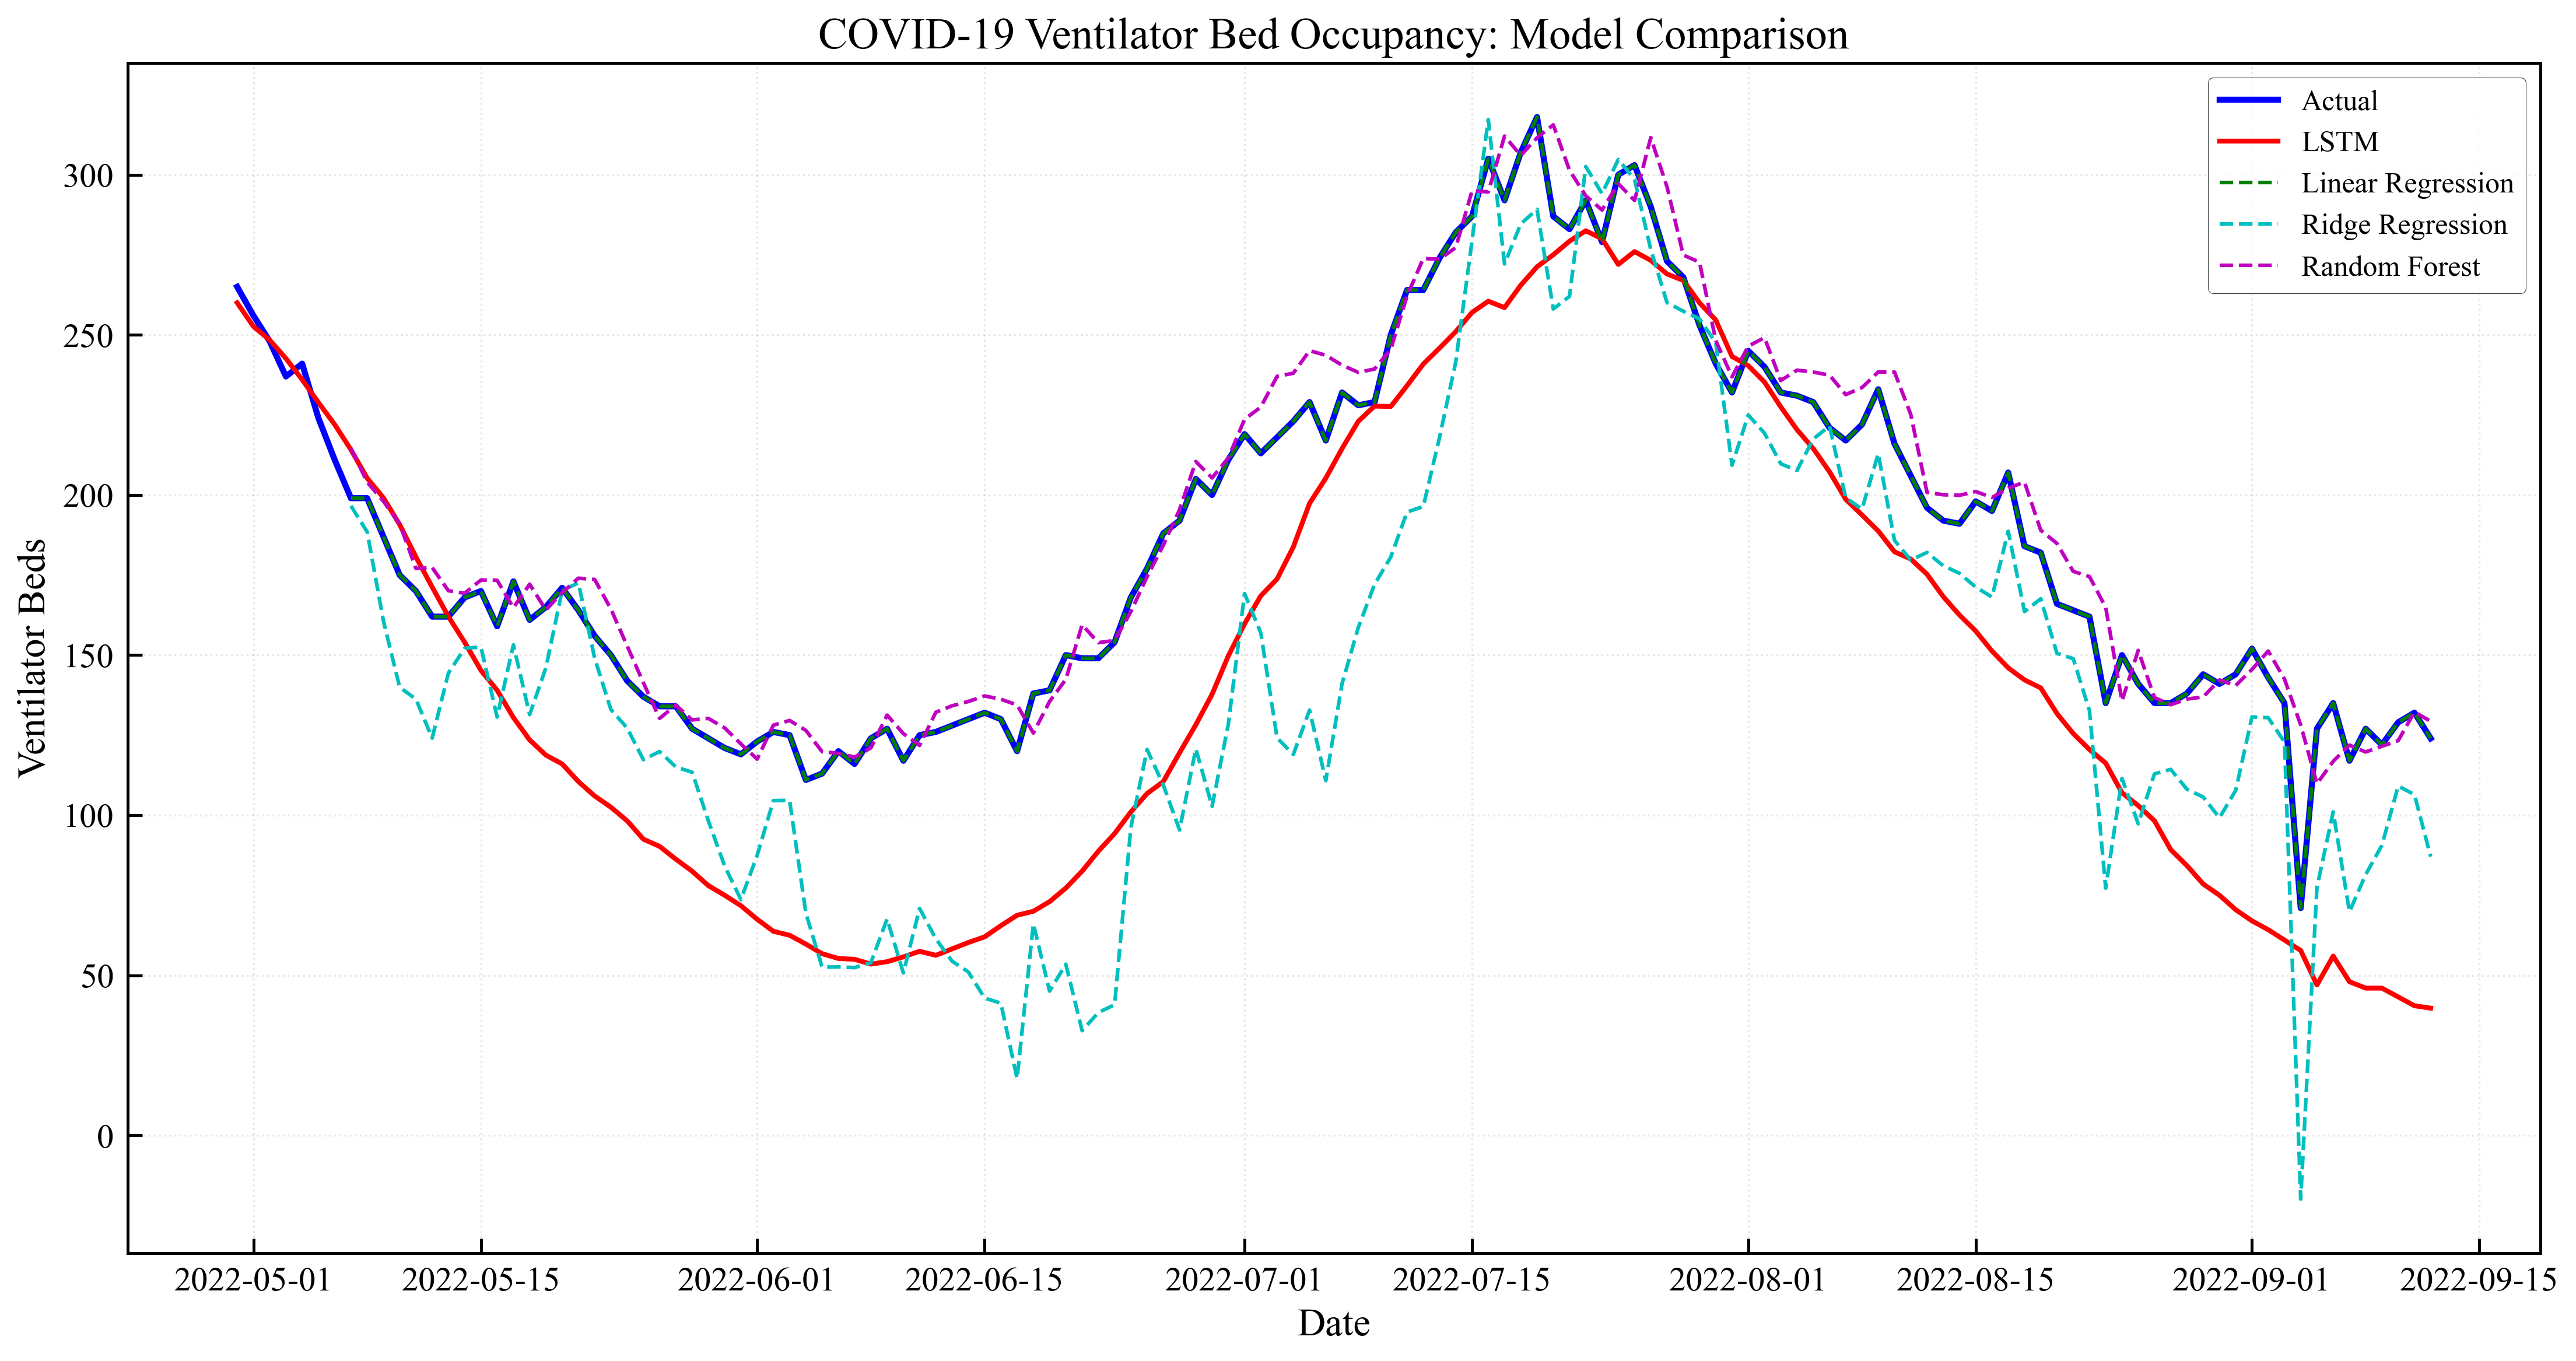 COVID-19 Ventilator Bed Occupancy: Model Comparison
Actual
LSTM
Linear Regression
Ridge Regression
Random Forest
Ventilator Beds
300
250
200
150
100
50
0
2022-05-01 2022-05-15 2022-06-01 2022-06-15 2022-07-01 2022-07-15 2022-08-01 2022-08-15 2022-09-01 2022-09-15
Date